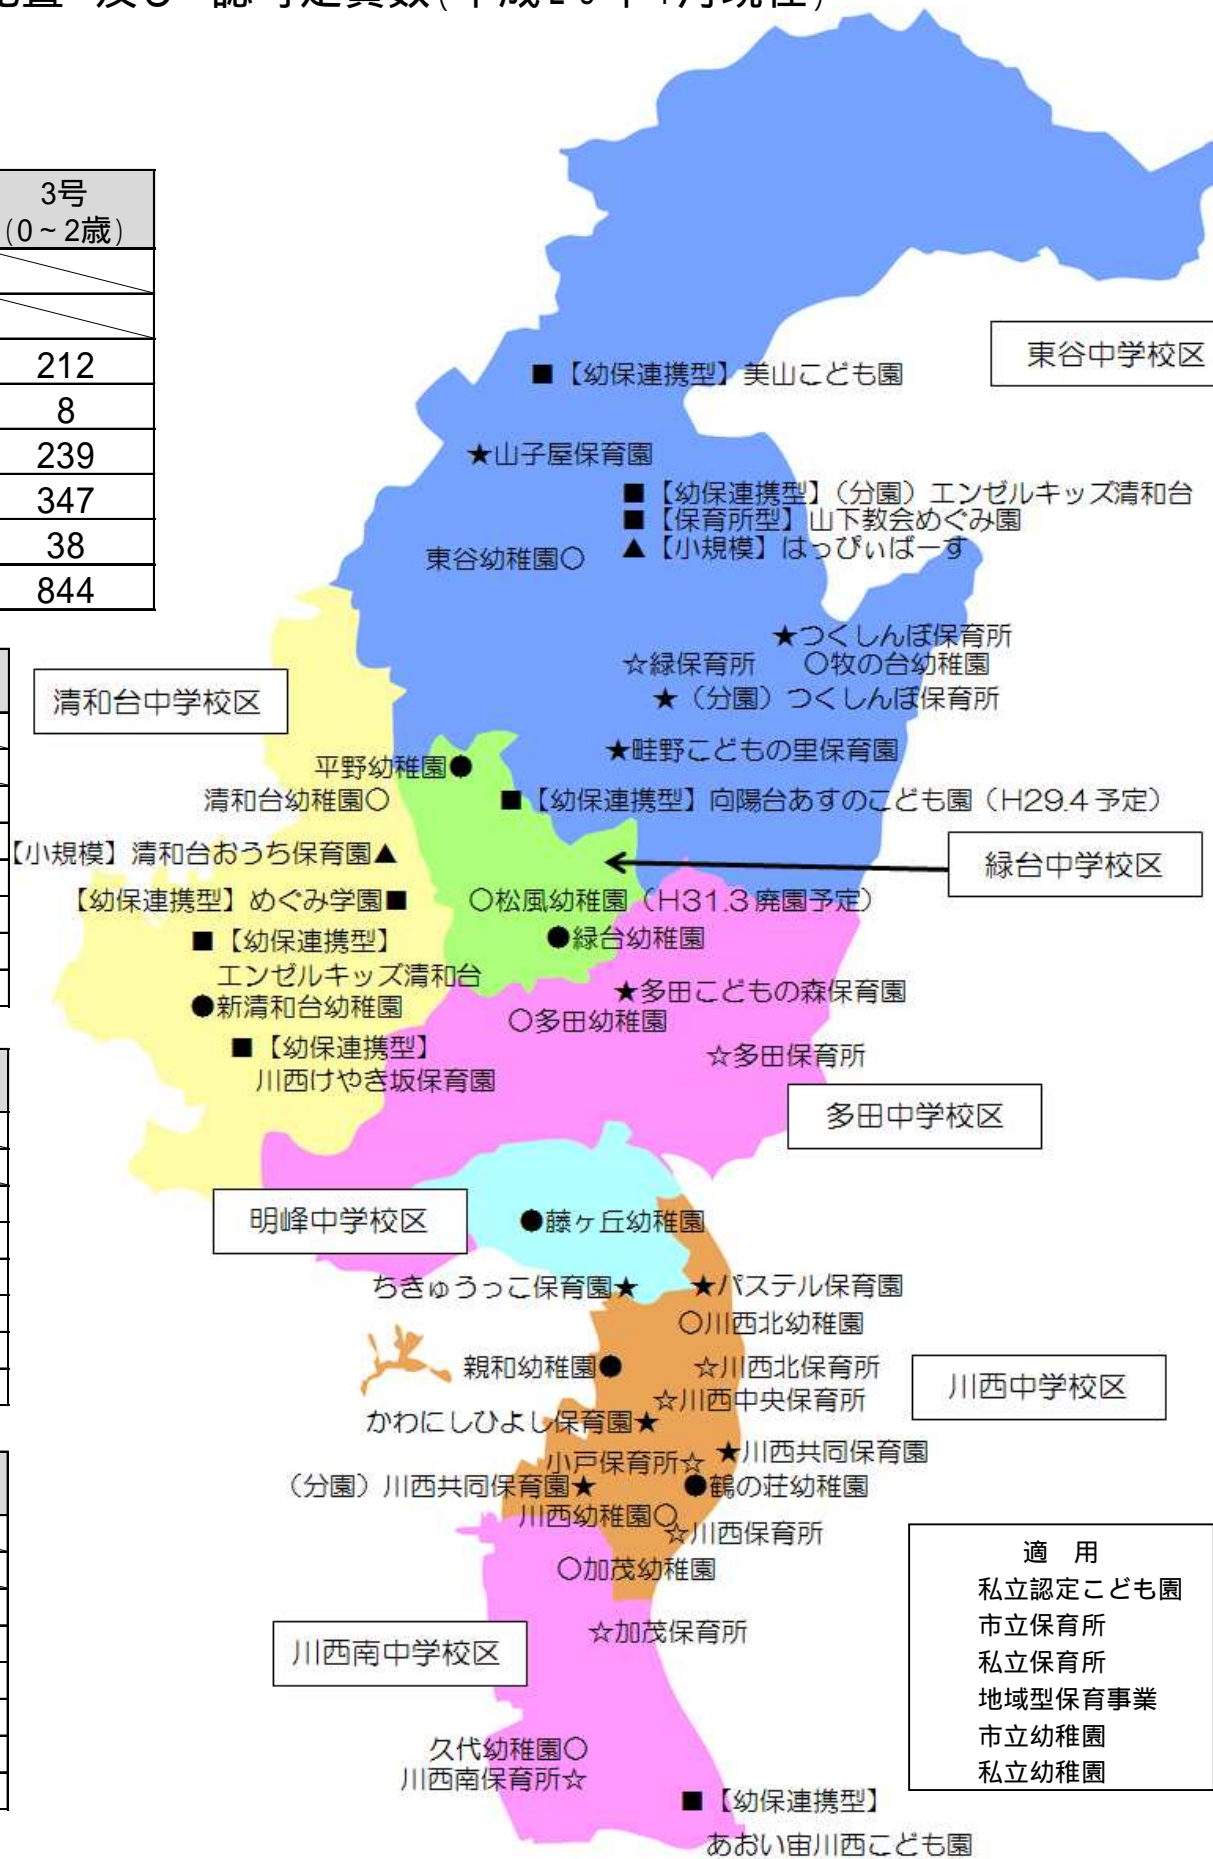 3号
(0~2歳)
212
8
239
347
38
844
東谷中学校区
■【幼保連携型】美山こども園
★山子屋保育園
■【幼保連携型】(分園)エンゼルキッズ清和台
■【保育所型】山下教会めぐみ園
▲【小規模】はっぴぃばーす
東谷幼稚園○
★つくしんぼ保育所
☆緑保育所 ○牧の台幼稚園
★(分園)つくしんぼ保育所
清和台中学校区
★畦野こどもの里保育園
平野幼稚園●
清和台幼稚園○
■【幼保連携型】向陽台あすのこども園(H29.4予定)
【小規模】清和台おうち保育園▲
緑台中学校区
【幼保連携型】めぐみ学園■
○松風幼稚園(H31.3廃園予定)
●緑台幼稚園
■【幼保連携型】
エンゼルキッズ清和台
●新清和台幼稚園
★多田こどもの森保育園
○多田幼稚園
■【幼保連携型】
川西けやき坂保育園
☆多田保育所
多田中学校区
明峰中学校区
●藤ヶ丘幼稚園
ちきゅうっこ保育園★
★パステル保育園
○川西北幼稚園
親和幼稚園●
☆川西北保育所
川西中学校区
☆川西中央保育所
かわにしひよし保育園★
小戸保育所☆
★川西共同保育園
(分園)川西共同保育園★
●鶴の荘幼稚園
川西幼稚園○
☆川西保育所
○加茂幼稚園
☆加茂保育所
川西南中学校区
久代幼稚園○
川西南保育所☆
■【幼保連携型】
あおい宙川西こども園
適 用
私立認定こども園
市立保育所
私立保育所
地域型保育事業
市立幼稚園
私立幼稚園